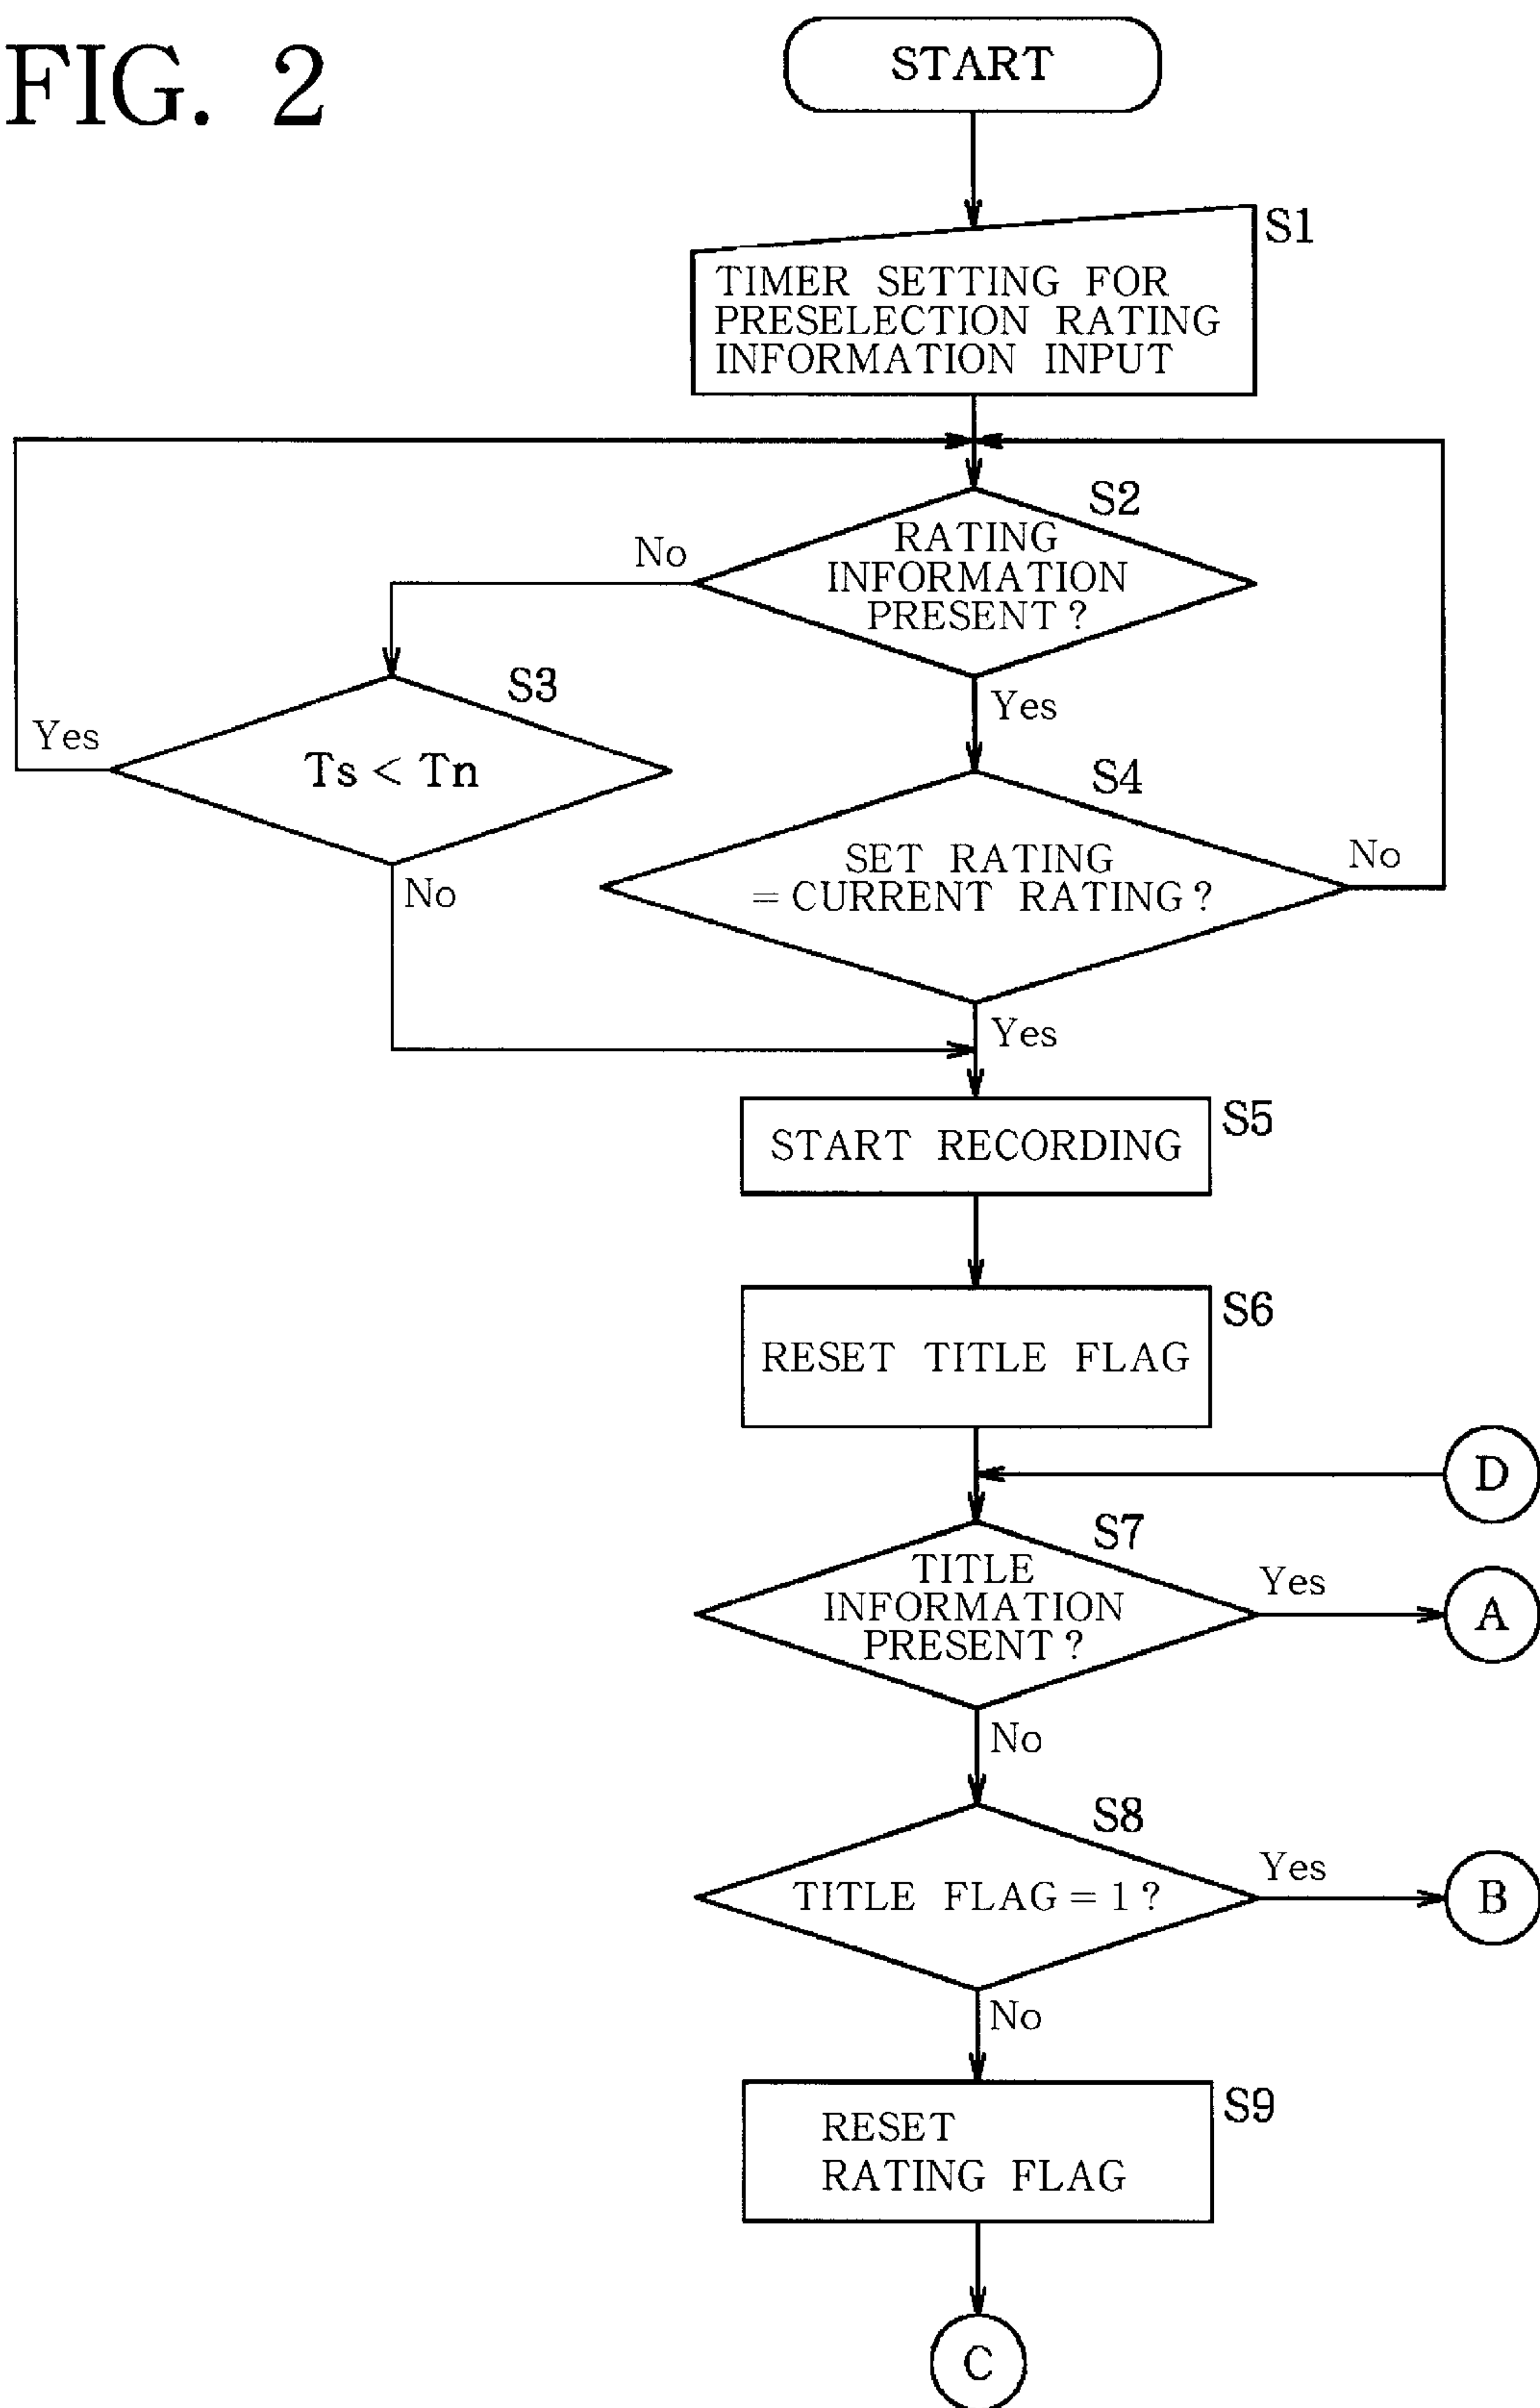 FIG. 2
START
S1
TIMER SETTING FOR
PRESELECTION RATING
INFORMATION INPUT
S2
RATING
INFORMATION
PRESENT ?
No
Yes
S3
Ts < Tn
Yes
No
S4
SET RATING
= CURRENT RATING ?
No
Yes
S5
START RECORDING
S6
RESET TITLE FLAG
D
S7
TITLE
INFORMATION
PRESENT ?
Yes
A
No
S8
TITLE FLAG = 1 ?
Yes
B
No
S9
RESET
RATING FLAG
C